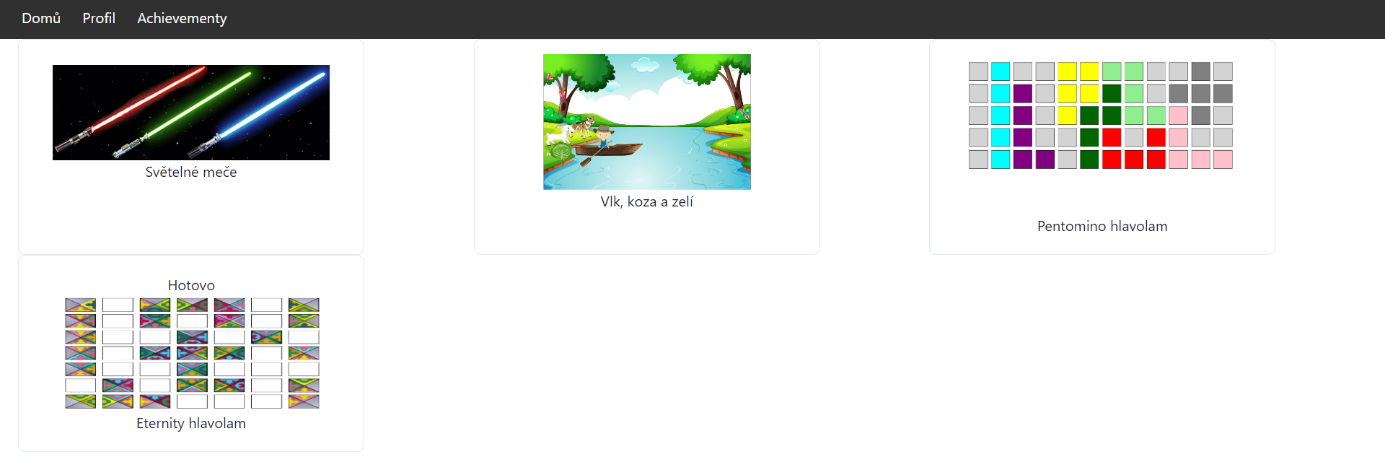 Domů Profil Achievementy
Světelné meče
Vlk, koza a zelí
Pentomino hlavolam
Hotovo
Eternity hlavolam